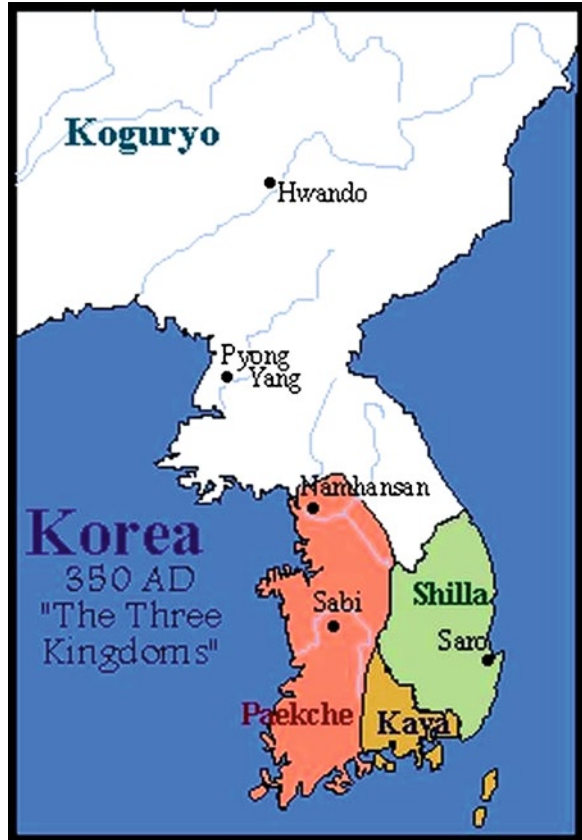 Koguryo
Hwando
Pyong
Yang
Namhansan
Korea
350 AD
"The Three
Kingdoms"
Shilla
Sabi
Saro
Paekche
Kaya